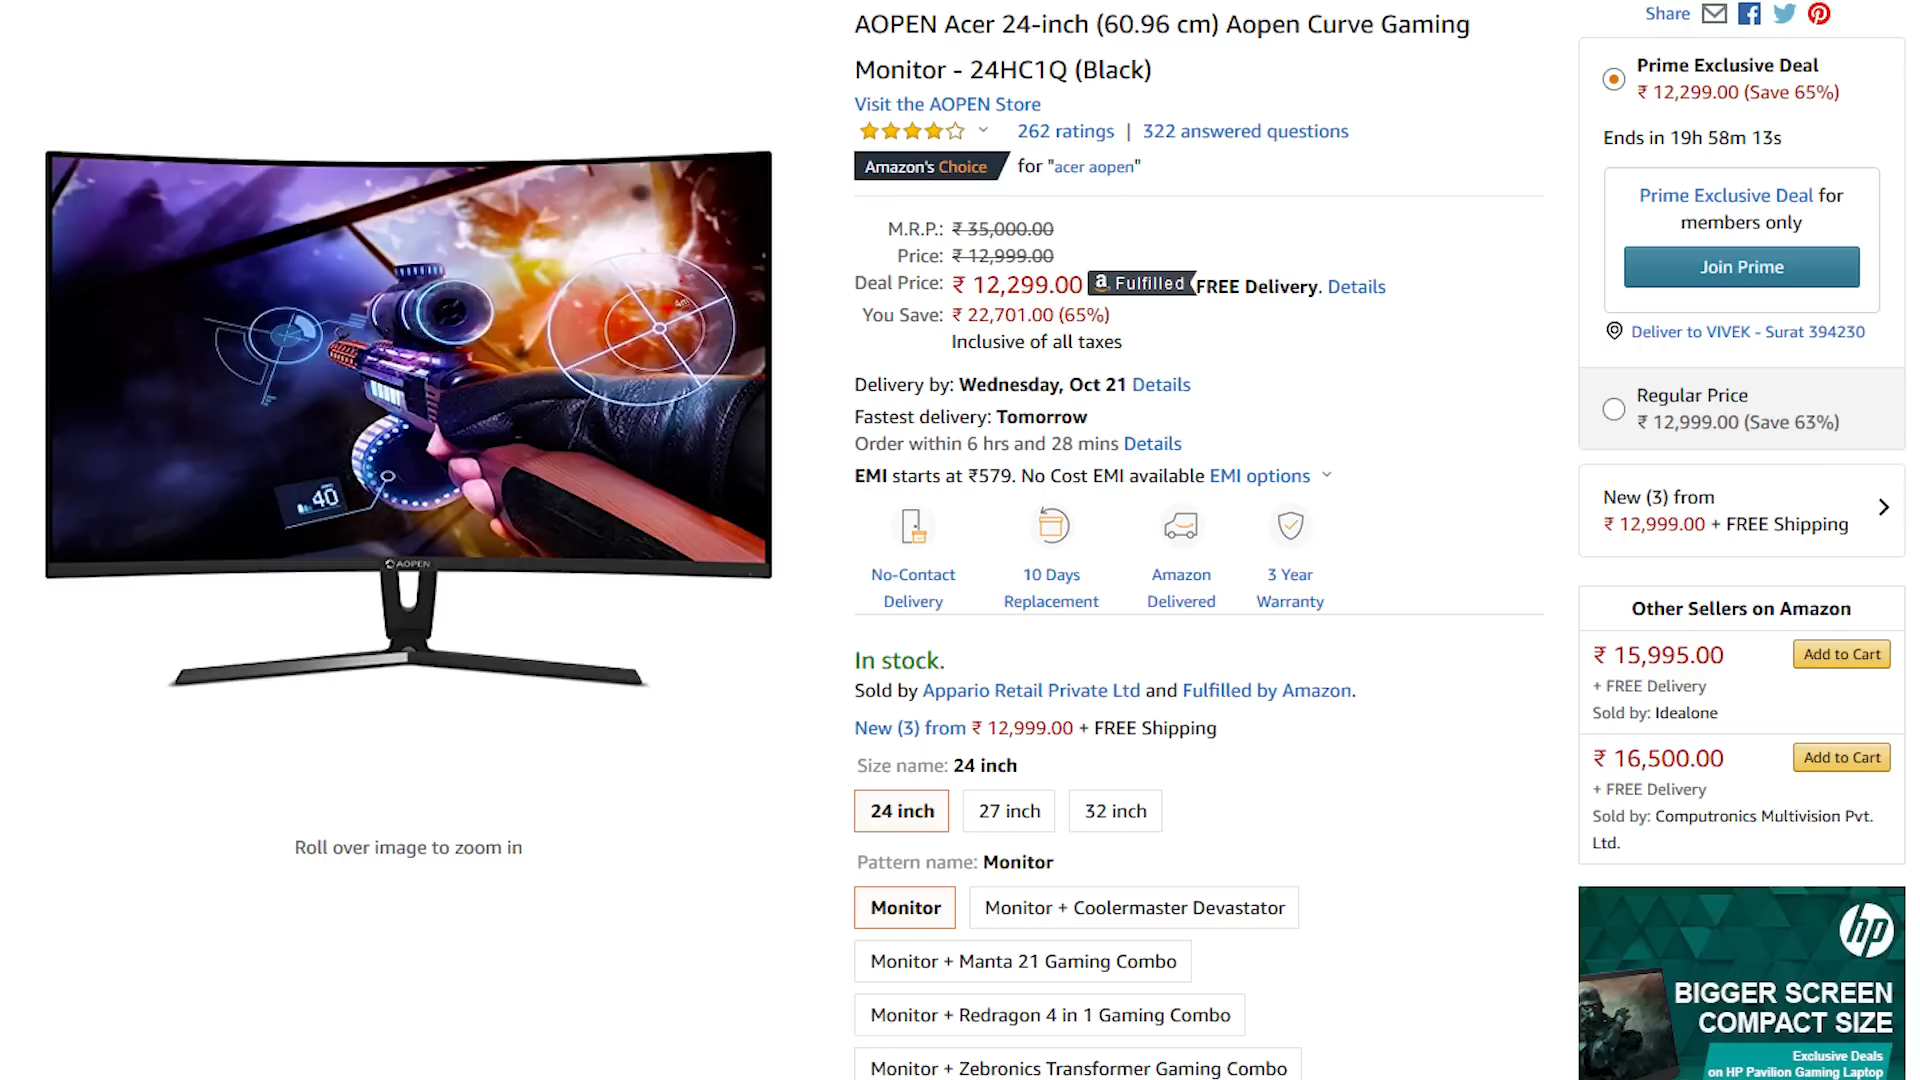 AOPEN Acer 24-inch (60.96 cm) Aopen Curve Gaming
Monitor - 24HC1Q (Black)
Visit the AOPEN Store
262 ratings | 322 answered questions
Amazon's Choice for "acer aopen"
M.R.P.: ₹ 35,000.00
Price: ₹ 12,999.00
Deal Price: ₹ 12,299.00 a Fulfilled FREE Delivery. Details
You Save: ₹ 22,701.00 (65%)
Inclusive of all taxes
Delivery by: Wednesday, Oct 21 Details
Fastest delivery: Tomorrow
Order within 6 hrs and 28 mins Details
EMI starts at ₹579. No Cost EMI available EMI options
No-Contact
Delivery
10 Days
Replacement
Amazon
Delivered
3 Year
Warranty
In stock.
Sold by Appario Retail Private Ltd and Fulfilled by Amazon.
New (3) from ₹ 12,999.00 + FREE Shipping
Size name: 24 inch
24 inch
27 inch
32 inch
Pattern name: Monitor
Monitor
Monitor + Coolermaster Devastator
Monitor + Manta 21 Gaming Combo
Monitor + Redragon 4 in 1 Gaming Combo
Monitor + Zebronics Transformer Gaming Combo
40
AOPEN
Roll over image to zoom in
Share
Prime Exclusive Deal
₹ 12,299.00 (Save 65%)
Ends in 19h 58m 13s
Prime Exclusive Deal for
members only
Join Prime
Deliver to VIVEK - Surat 394230
Regular Price
₹ 12,999.00 (Save 63%)
New (3) from
₹ 12,999.00 + FREE Shipping
Other Sellers on Amazon
₹ 15,995.00
Add to Cart
+ FREE Delivery
Sold by: Idealone
₹ 16,500.00
Add to Cart
+ FREE Delivery
Sold by: Computronics Multivision Pvt.
Ltd.
hp
BIGGER SCREEN
COMPACT SIZE
Exclusive Deals
on HP Pavilion Gaming Laptop